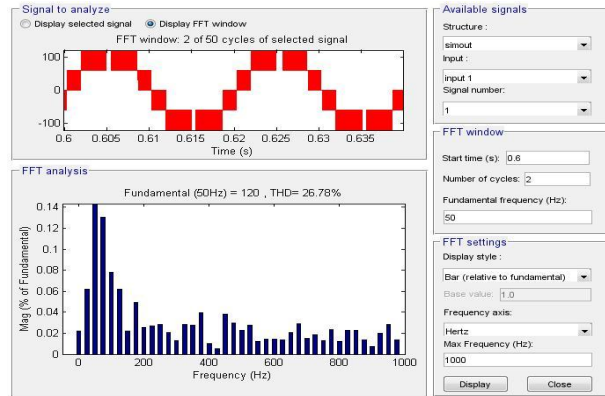 Signal to analyze
Display selected signal Display FFT window
FFT window: 2 of 50 cycles of selected signal
100
0
-100
0.6 0.605 0.61 0.615 0.62 0.625 0.63 0.635
Time (s)
FFT analysis
Fundamental (50Hz) = 120 , THD= 26.78%
0.14
0.12
0.1
0.08
0.06
0.04
0.02
0
0 200 400 600 800 1000
Frequency (Hz)
Mag (% of Fundamental)
Available signals
Structure :
simout
Input :
input 1
Signal number:
1
FFT window
Start time (s): 0.6
Number of cycles: 2
Fundamental frequency (Hz):
50
FFT settings
Display style :
Bar (relative to fundamental)
Base value: 1.0
Frequency axis:
Hertz
Max Frequency (Hz):
1000
Display Close